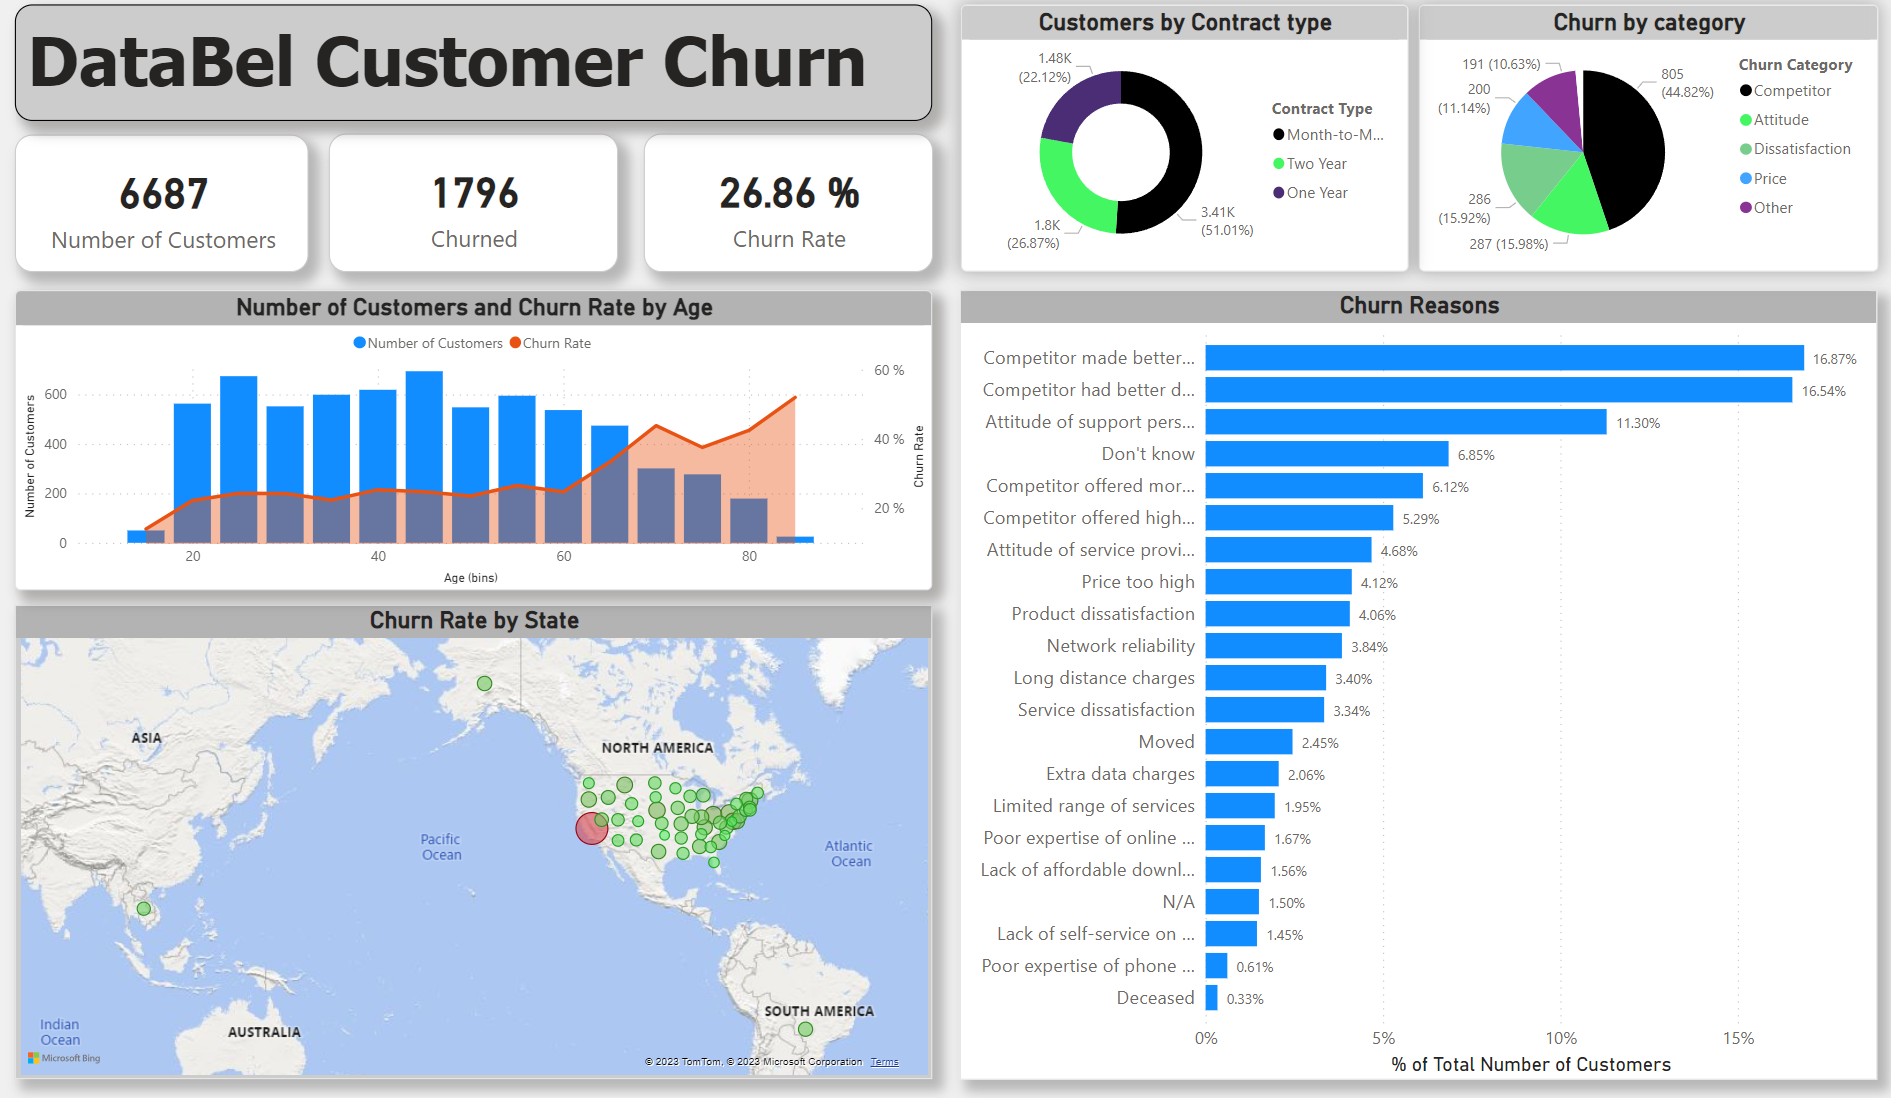 DataBel Customer Churn
6687
Number of Customers
1796
Churned
26.86 %
Churn Rate
Customers by Contract type
1.48K
(22.12%)
1.8K
(26.87%)
3.41K
(51.01%)
Contract Type
Month-to-M...
Two Year
One Year
Churn by category
191 (10.63%)
200
(11.14%)
286
(15.92%)
287 (15.98%)
805
(44.82%)
Churn Category
Competitor
Attitude
Dissatisfaction
Price
Other
Number of Customers and Churn Rate by Age
Number of Customers Churn Rate
Number of Customers
600
400
200
0
60 %
40 %
20 %
Churn Rate
20 40 60 80
Age (bins)
Churn Rate by State
ASIA
NORTH AMERICA
Pacific
Ocean
Atlantic
Ocean
SOUTH AMERICA
AUSTRALIA
Indian
Ocean
Microsoft Bing
© 2023 TomTom, © 2023 Microsoft Corporation Terms
Churn Reasons
Competitor made better... 16.87%
Competitor had better d... 16.54%
Attitude of support pers... 11.30%
Don't know 6.85%
Competitor offered mor... 6.12%
Competitor offered high... 5.29%
Attitude of service provi... 4.68%
Price too high 4.12%
Product dissatisfaction 4.06%
Network reliability 3.84%
Long distance charges 3.40%
Service dissatisfaction 3.34%
Moved 2.45%
Extra data charges 2.06%
Limited range of services 1.95%
Poor expertise of online ... 1.67%
Lack of affordable downl... 1.56%
N/A 1.50%
Lack of self-service on ... 1.45%
Poor expertise of phone ... 0.61%
Deceased 0.33%
0% 5% 10% 15%
% of Total Number of Customers